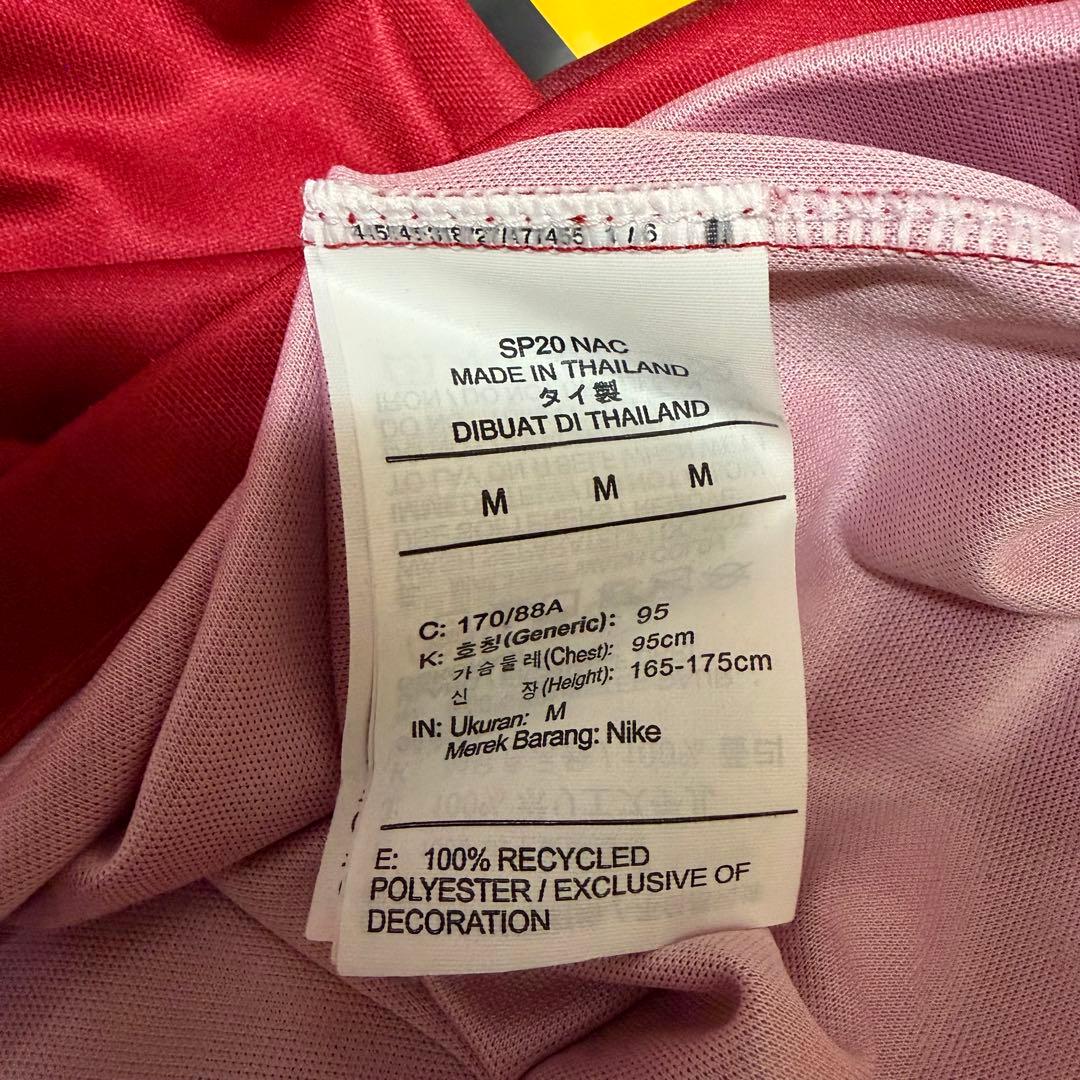 SP20 NAC
MADE IN THAILAND
タイ製
DIBUAT DI THAILAND
M M M
C: 170/88A
K: 호칭(Generic): 95
가슴둘레(Chest): 95cm
신 장(Height): 165-175cm
IN: Ukuran: M
Merek Barang: Nike
E: 100% RECYCLED
POLYESTER / EXCLUSIVE OF
DECORATION